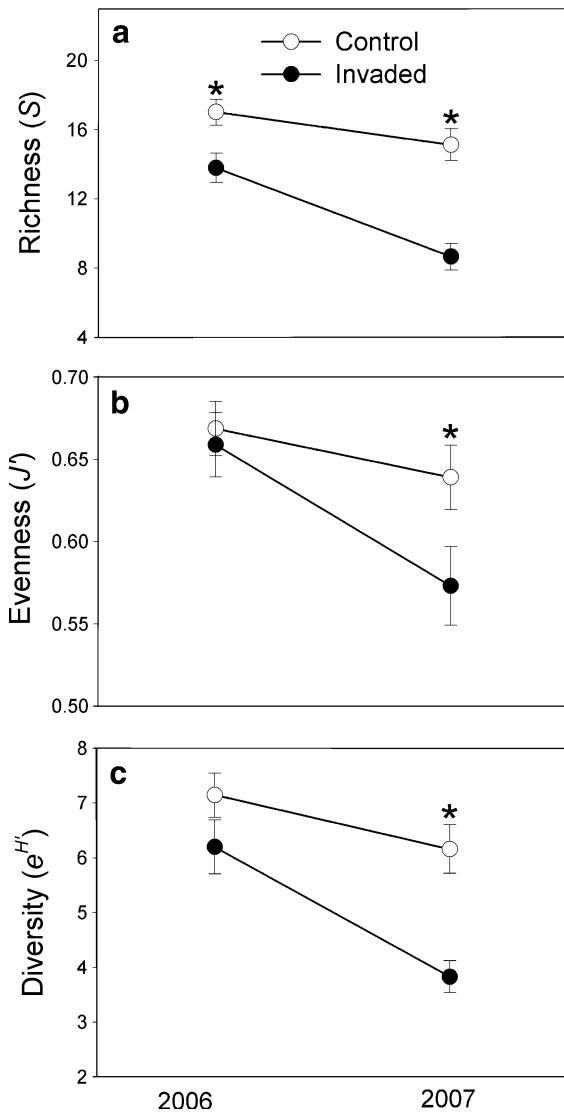 a
Control
Invaded
*
*
20
16
12
8
4
Richness (S)
b
*
0.70
0.65
0.60
0.55
0.50
Evenness (J')
c
*
8
7
6
5
4
3
2
Diversity (e^H')
2006
2007